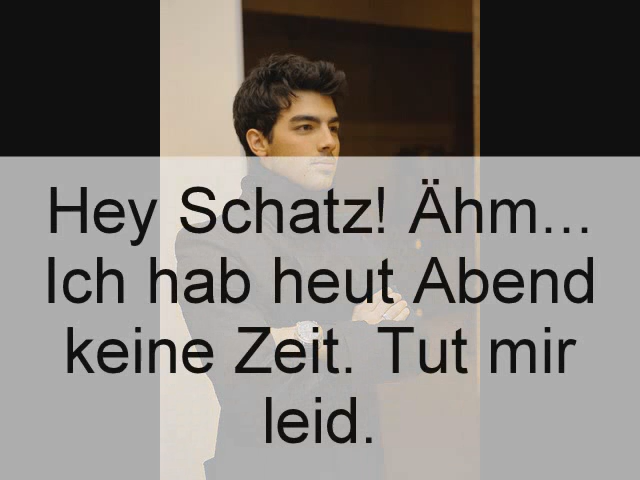 Hey Schatz! Ähm...
Ich hab heut Abend
keine Zeit. Tut mir
leid.